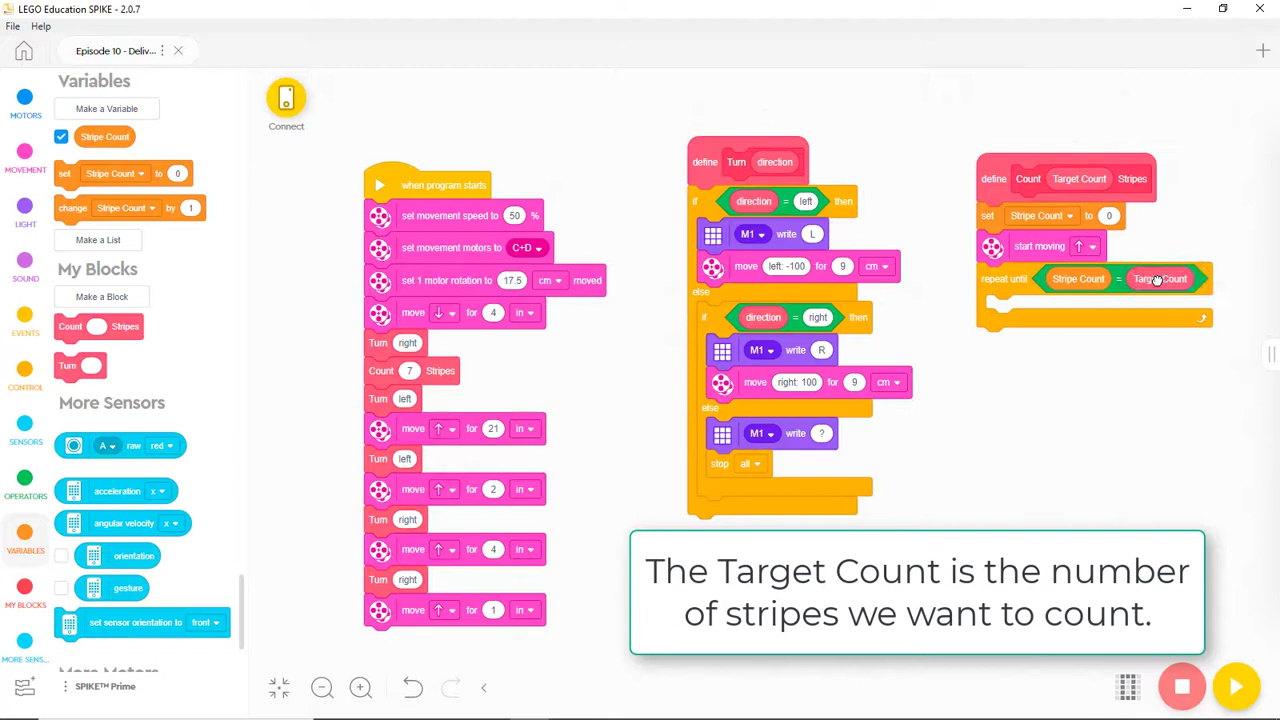 LEGO Education SPIKE - 2.0.7
File Help
Episode 10 - Deliv...
MOTORS
MOVEMENT
LIGHT
SOUND
EVENTS
CONTROL
SENSORS
OPERATORS
VARIABLES
MY BLOCKS
MORE SENS...
Variables
Make a Variable
Stripe Count
set Stripe Count to 0
change Stripe Count by 1
Make a List
My Blocks
Make a Block
Count Stripes
Turn
More Sensors
A raw red
acceleration x
angular velocity x
orientation
gesture
set sensor orientation to front
More Motors
SPIKE™ Prime
Connect
when program starts
set movement speed to 50 %
set movement motors to C+D
set 1 motor rotation to 17.5 cm moved
move ↓ for 4 in
Turn right
Count 7 Stripes
Turn left
move ↑ for 21 in
Turn left
move ↑ for 2 in
Turn right
move ↑ for 4 in
Turn right
move ↑ for 1 in
define Turn direction
if direction = left then
M1 write L
move left: -100 for 9 cm
else
if direction = right then
M1 write R
move right: 100 for 9 cm
else
M1 write ?
stop all
define Count Target Count Stripes
set Stripe Count to 0
start moving ↑
repeat until Stripe Count = Target Count
The Target Count is the number
of stripes we want to count.